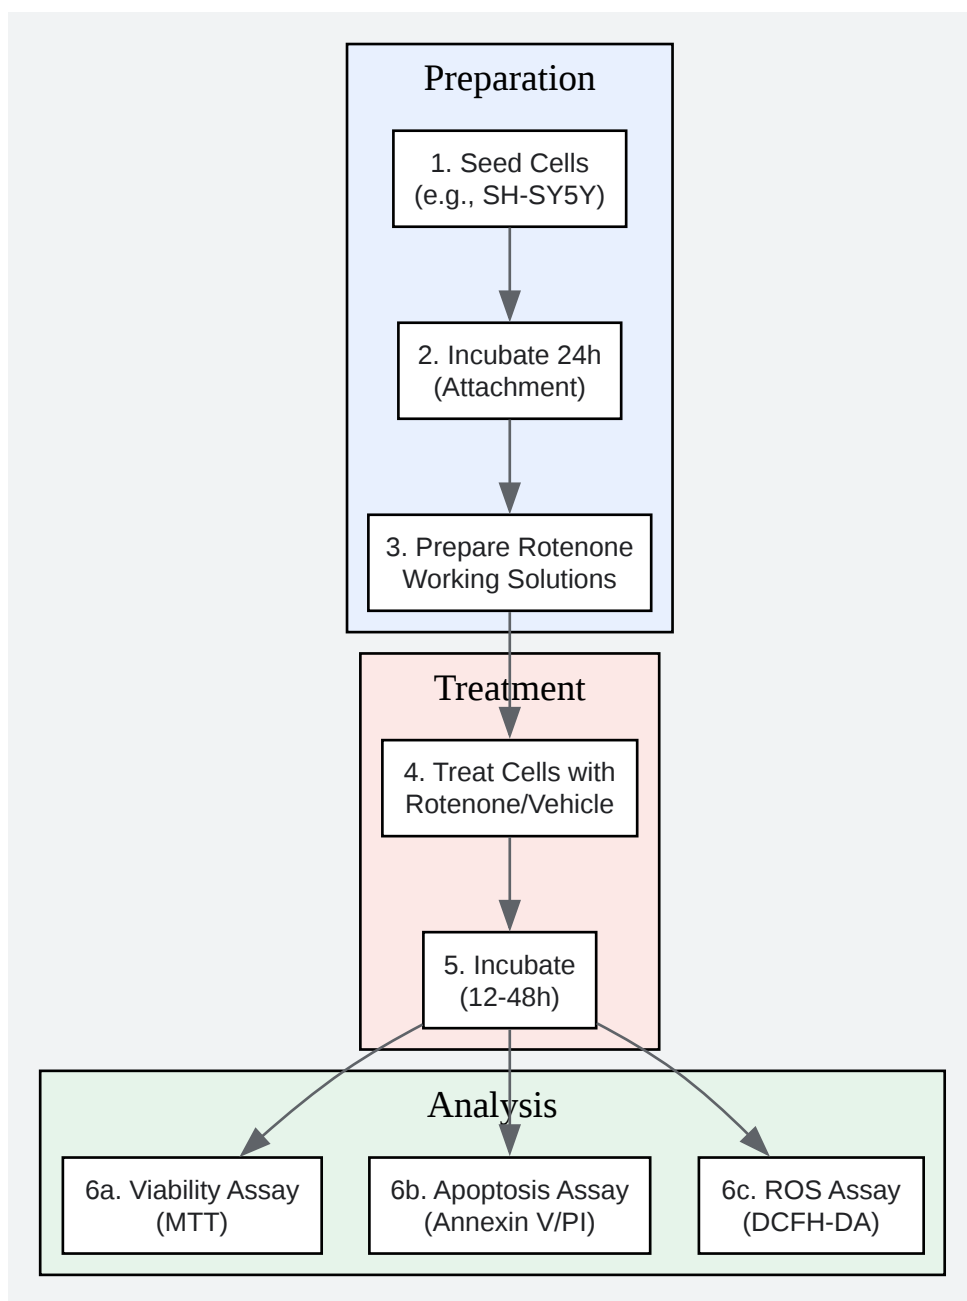 Preparation
1. Seed Cells
(e.g., SH-SY5Y)
2. Incubate 24h
(Attachment)
3. Prepare Rotenone
Working Solutions
Treatment
4. Treat Cells with
Rotenone/Vehicle
5. Incubate
(12-48h)
Analysis
6a. Viability Assay
(MTT)
6b. Apoptosis Assay
(Annexin V/PI)
6c. ROS Assay
(DCFH-DA)